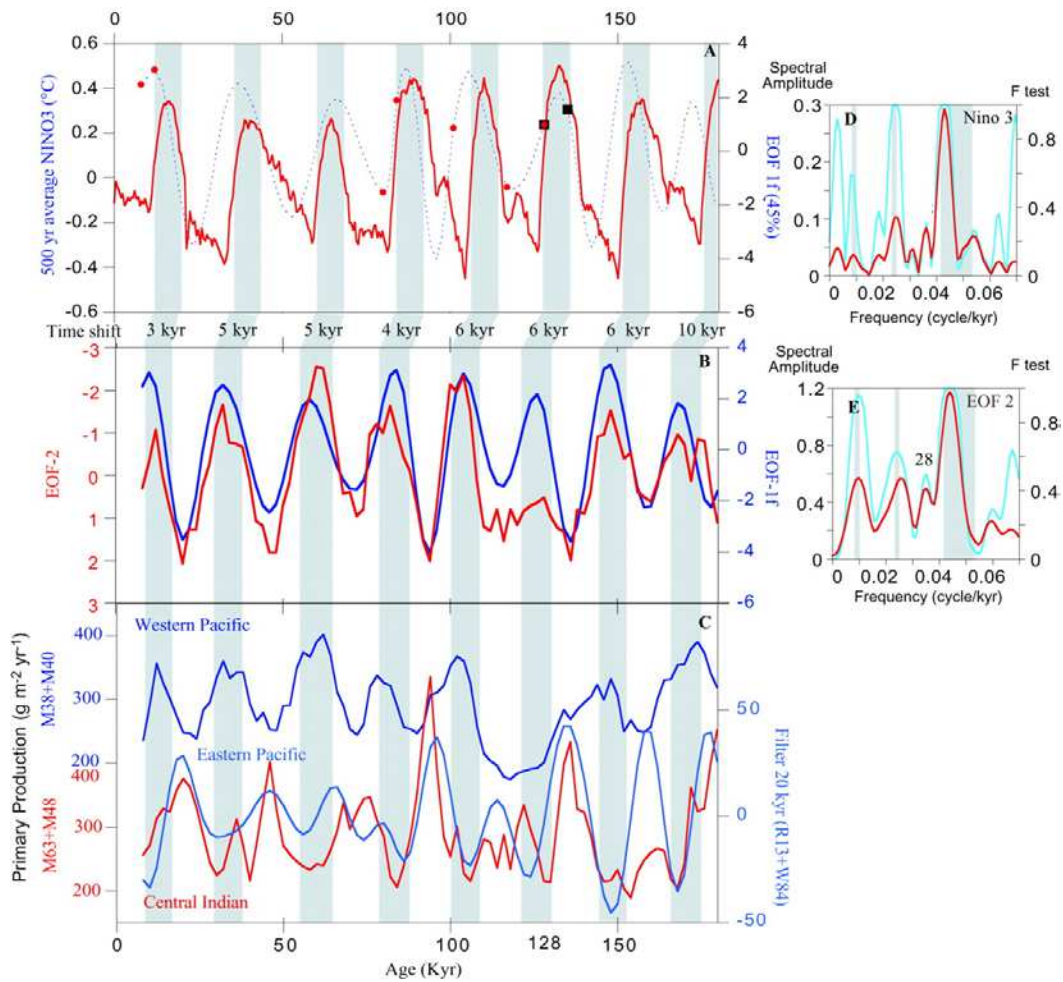 0 50 100 150
A
0.6
0.4
0.2
0
-0.2
-0.4
-0.6
500 yr average NINO3 (°C)
4
2
0
-2
-4
-6
EOF 1f (45%)
Time shift 3 kyr 5 kyr 5 kyr 4 kyr 6 kyr 6 kyr 6 kyr 10 kyr
B
-3
-2
-1
0
1
2
3
EOF-2
4
2
0
-2
-4
-6
EOF-1f
C
Western Pacific
Eastern Pacific
Central Indian
Primary Production (g m-2 yr-1)
M38+M40
M63+M48
400
300
200
400
300
200
50
0
-50
Filter 20 kyr (R13+W84)
0 50 100 128 150
Age (Kyr)
Spectral
Amplitude
F test
D Nino 3
0.3
0.2
0.1
0
0.8
0.6
0.4
0.2
0
0 0.02 0.04 0.06
Frequency (cycle/kyr)
Spectral
Amplitude
F test
E EOF 2
28
1.2
0.8
0.4
0
0.8
0.4
0
0 0.02 0.04 0.06
Frequency (cycle/kyr)